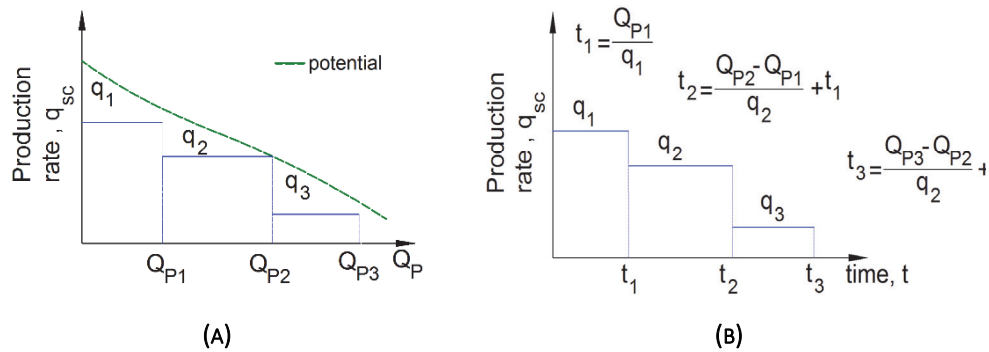 Production
rate , q_sc
q_1
q_2
q_3
potential
Q_P1
Q_P2
Q_P3
Q_P
(A)
Production
rate , q_sc
t_1=Q_P1/q_1
t_2=(Q_P2-Q_P1)/q_2+t_1
t_3=(Q_P3-Q_P2)/q_2+
q_1
q_2
q_3
t_1
t_2
t_3
time, t
(B)